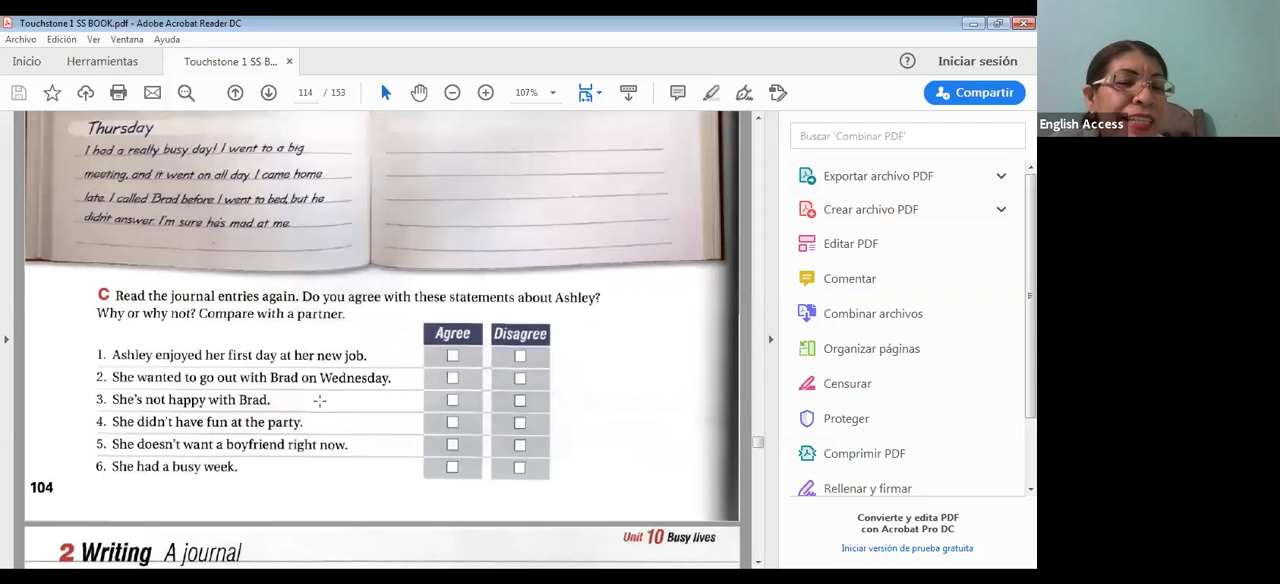 Touchstone 1 SS BOOK.pdf - Adobe Acrobat Reader DC
Archivo Edición Ver Ventana Ayuda
Inicio Herramientas Touchstone 1 SS B... × Iniciar sesión
114 / 153 107% Compartir
English Access
Buscar 'Combinar PDF'
Exportar archivo PDF
Crear archivo PDF
Editar PDF
Comentar
Combinar archivos
Organizar páginas
Censurar
Proteger
Comprimir PDF
Rellenar y firmar
Convierte y edita PDF
con Acrobat Pro DC
Iniciar versión de prueba gratuita
Thursday
I had a really busy day! I went to a big
meeting, and it went on all day. I came home
late. I called Brad before I went to bed, but he
didn't answer. I'm sure he's mad at me.
C Read the journal entries again. Do you agree with these statements about Ashley?
Why or why not? Compare with a partner.
Agree Disagree
1. Ashley enjoyed her first day at her new job.
2. She wanted to go out with Brad on Wednesday.
3. She's not happy with Brad.
4. She didn't have fun at the party.
5. She doesn't want a boyfriend right now.
6. She had a busy week.
104
Unit 10 Busy lives
2 Writing A journal